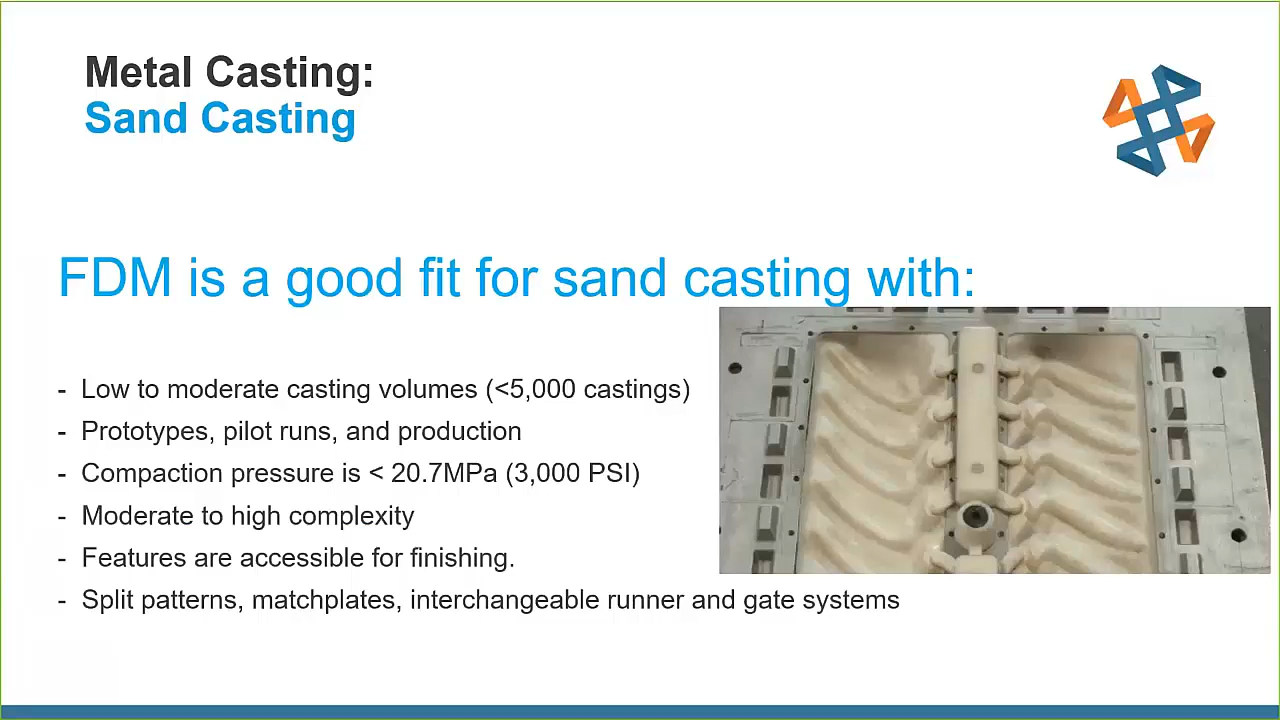 Metal Casting:
Sand Casting
FDM is a good fit for sand casting with:
- Low to moderate casting volumes (<5,000 castings)
- Prototypes, pilot runs, and production
- Compaction pressure is < 20.7MPa (3,000 PSI)
- Moderate to high complexity
- Features are accessible for finishing.
- Split patterns, matchplates, interchangeable runner and gate systems